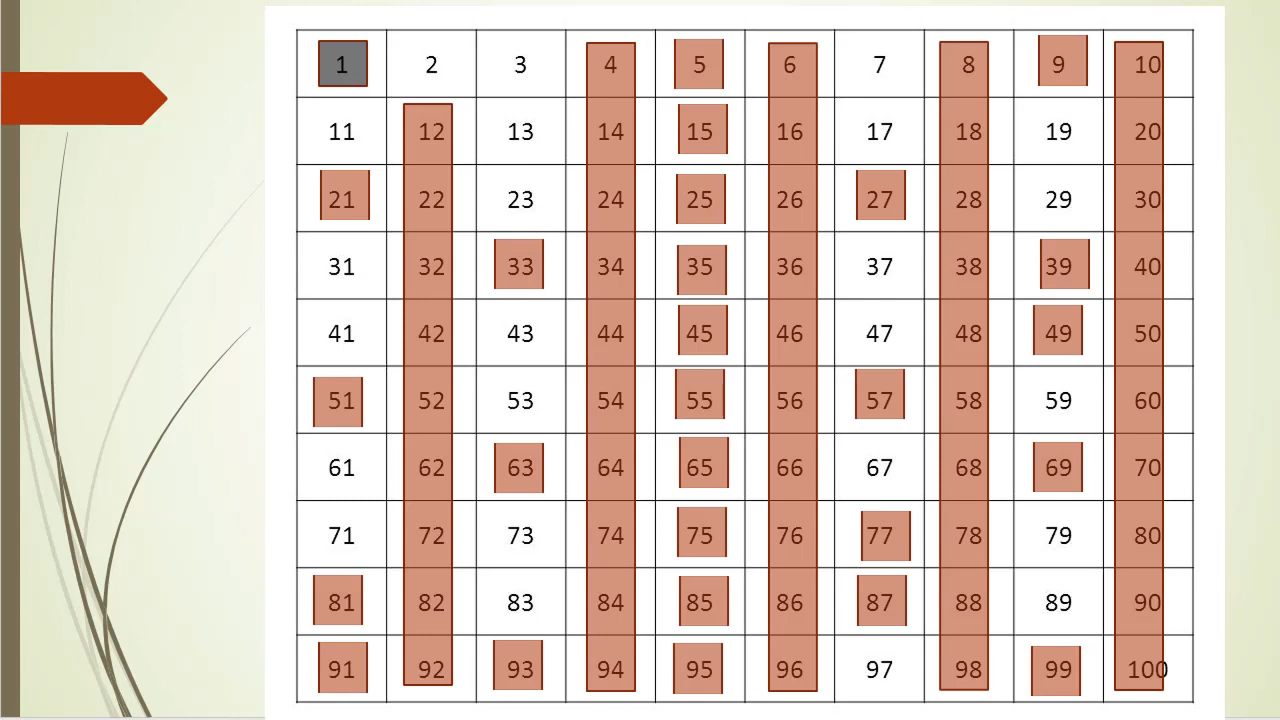 1 2 3 4 5 6 7 8 9 10
11 12 13 14 15 16 17 18 19 20
21 22 23 24 25 26 27 28 29 30
31 32 33 34 35 36 37 38 39 40
41 42 43 44 45 46 47 48 49 50
51 52 53 54 55 56 57 58 59 60
61 62 63 64 65 66 67 68 69 70
71 72 73 74 75 76 77 78 79 80
81 82 83 84 85 86 87 88 89 90
91 92 93 94 95 96 97 98 99 100